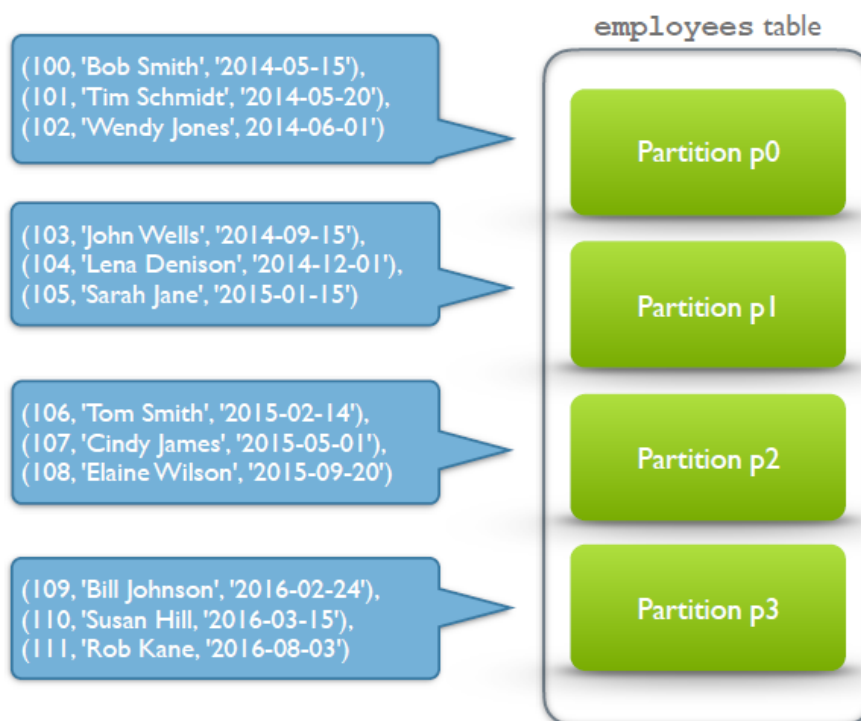 employees table
(100, 'Bob Smith', '2014-05-15'),
(101, 'Tim Schmidt', '2014-05-20'),
(102, 'Wendy Jones', 2014-06-01')
Partition p0
(103, 'John Wells', '2014-09-15'),
(104, 'Lena Denison', '2014-12-01'),
(105, 'Sarah Jane', '2015-01-15')
Partition p1
(106, 'Tom Smith', '2015-02-14'),
(107, 'Cindy James', '2015-05-01'),
(108, 'Elaine Wilson', '2015-09-20')
Partition p2
(109, 'Bill Johnson', '2016-02-24'),
(110, 'Susan Hill, '2016-03-15'),
(111, 'Rob Kane, '2016-08-03')
Partition p3